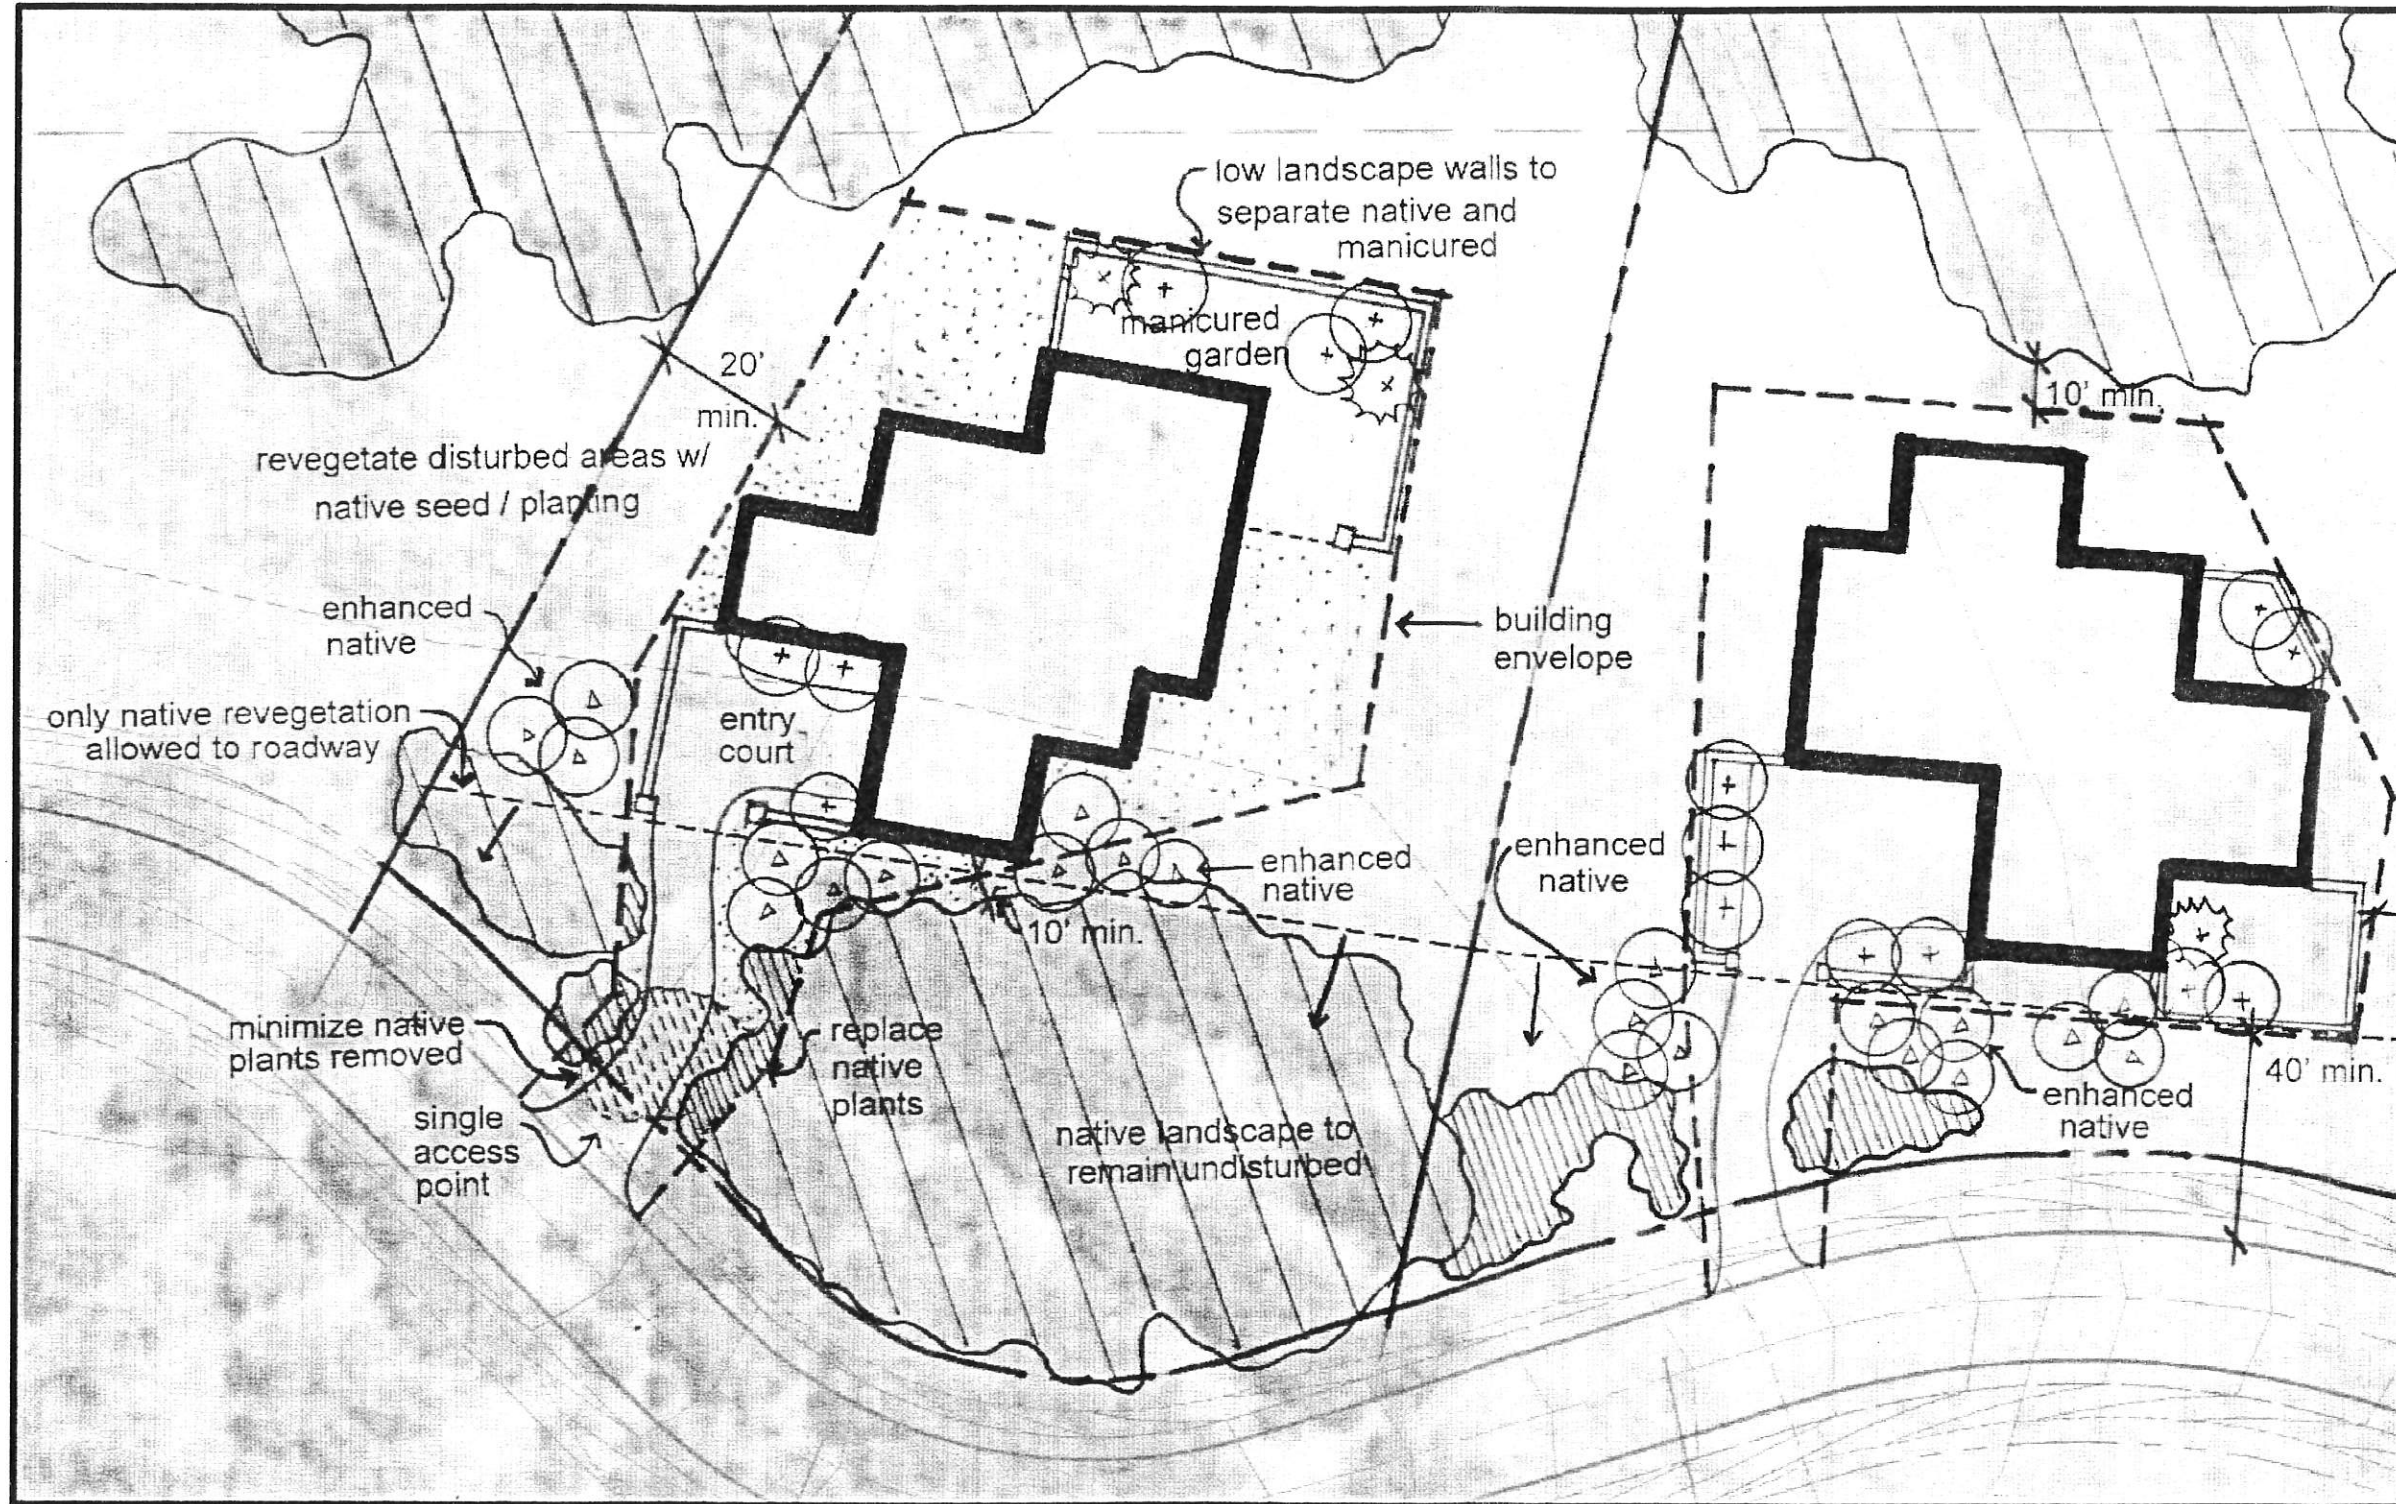 low landscape walls to
separate native and
manicured
manicured
garden
20'
min.
10' min.
revegetate disturbed areas w/
native seed / planting
enhanced
native
building
envelope
only native revegetation
allowed to roadway
entry
court
enhanced
native
enhanced
native
10' min.
minimize native
plants removed
replace
native
plants
40' min.
single
access
point
native landscape to
remain undisturbed
enhanced
native